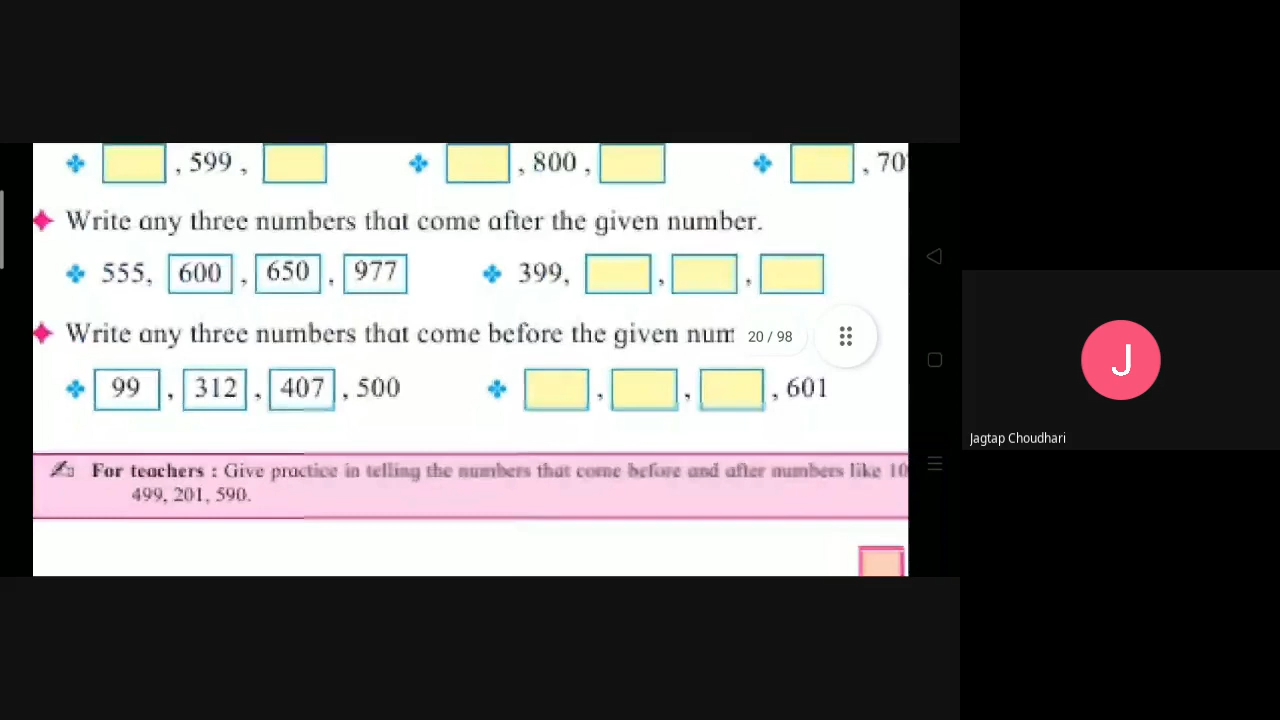 , 599 , , 800 , , 70
Write any three numbers that come after the given number.
555, 600 , 650 , 977 399, , ,
Write any three numbers that come before the given num 20 / 98
99 , 312 , 407 , 500 , , , 601
J
Jagtap Choudhari
For teachers : Give practice in telling the numbers that come before and after numbers like 10
499, 201, 590.